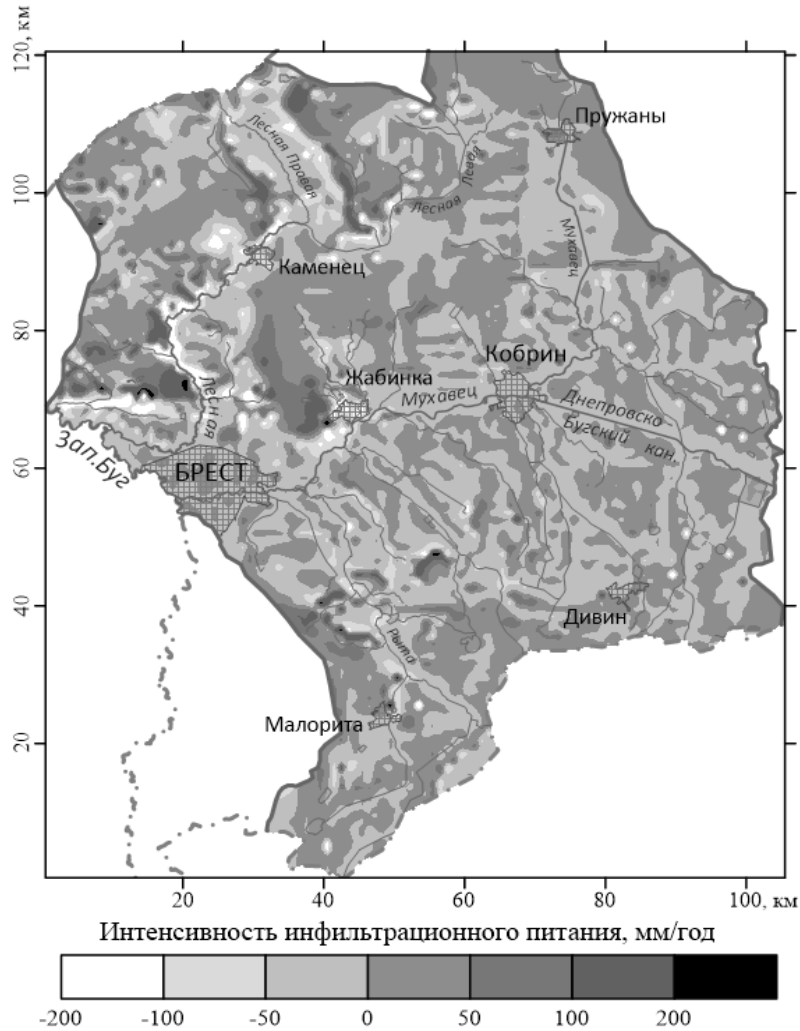 120, км
100
80
60
40
20
Пружаны
Лесная Правая
Лесная Левая
Мухавец
Каменец
Кобрин
Жабинка
Мухавец
Днепровско-
Бугский кан.
Лесная
Зап.Буг
БРЕСТ
Дивин
Рыта
Малорита
20 40 60 80 100, км
Интенсивность инфильтрационного питания, мм/год
-200 -100 -50 0 50 100 200